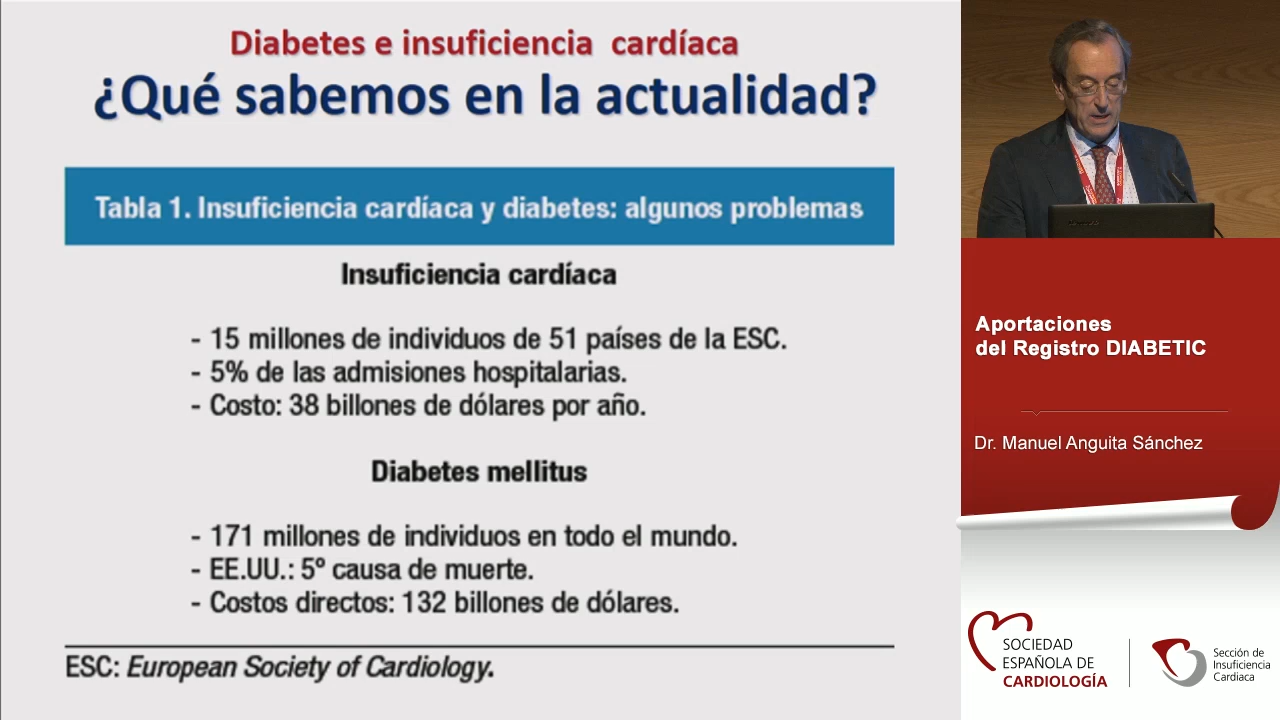 Diabetes e insuficiencia cardíaca
¿Qué sabemos en la actualidad?
Tabla 1. Insuficiencia cardíaca y diabetes: algunos problemas
Insuficiencia cardíaca
- 15 millones de individuos de 51 países de la ESC.
- 5% de las admisiones hospitalarias.
- Costo: 38 billones de dólares por año.
Diabetes mellitus
- 171 millones de individuos en todo el mundo.
- EE.UU.: 5º causa de muerte.
- Costos directos: 132 billones de dólares.
ESC: European Society of Cardiology.
Aportaciones
del Registro DIABETIC
Dr. Manuel Anguita Sánchez
SOCIEDAD
ESPAÑOLA DE
CARDIOLOGÍA
Sección de
Insuficiencia
Cardiaca